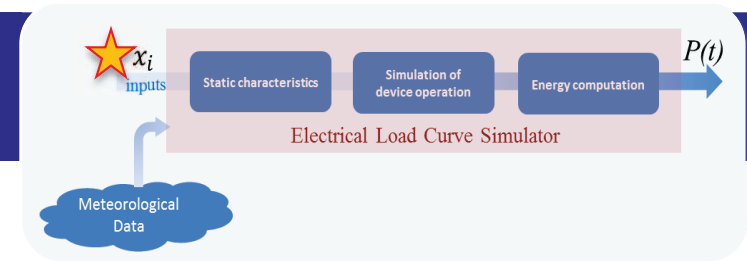 xᵢ
inputs
P(t)
Static characteristics
Simulation of
device operation
Energy computation
Electrical Load Curve Simulator
Meteorological
Data